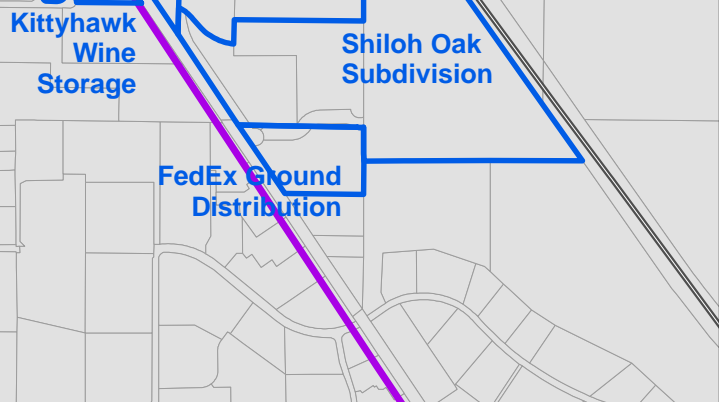 Kittyhawk
Wine
Storage
Shiloh Oak
Subdivision
FedEx Ground
Distribution